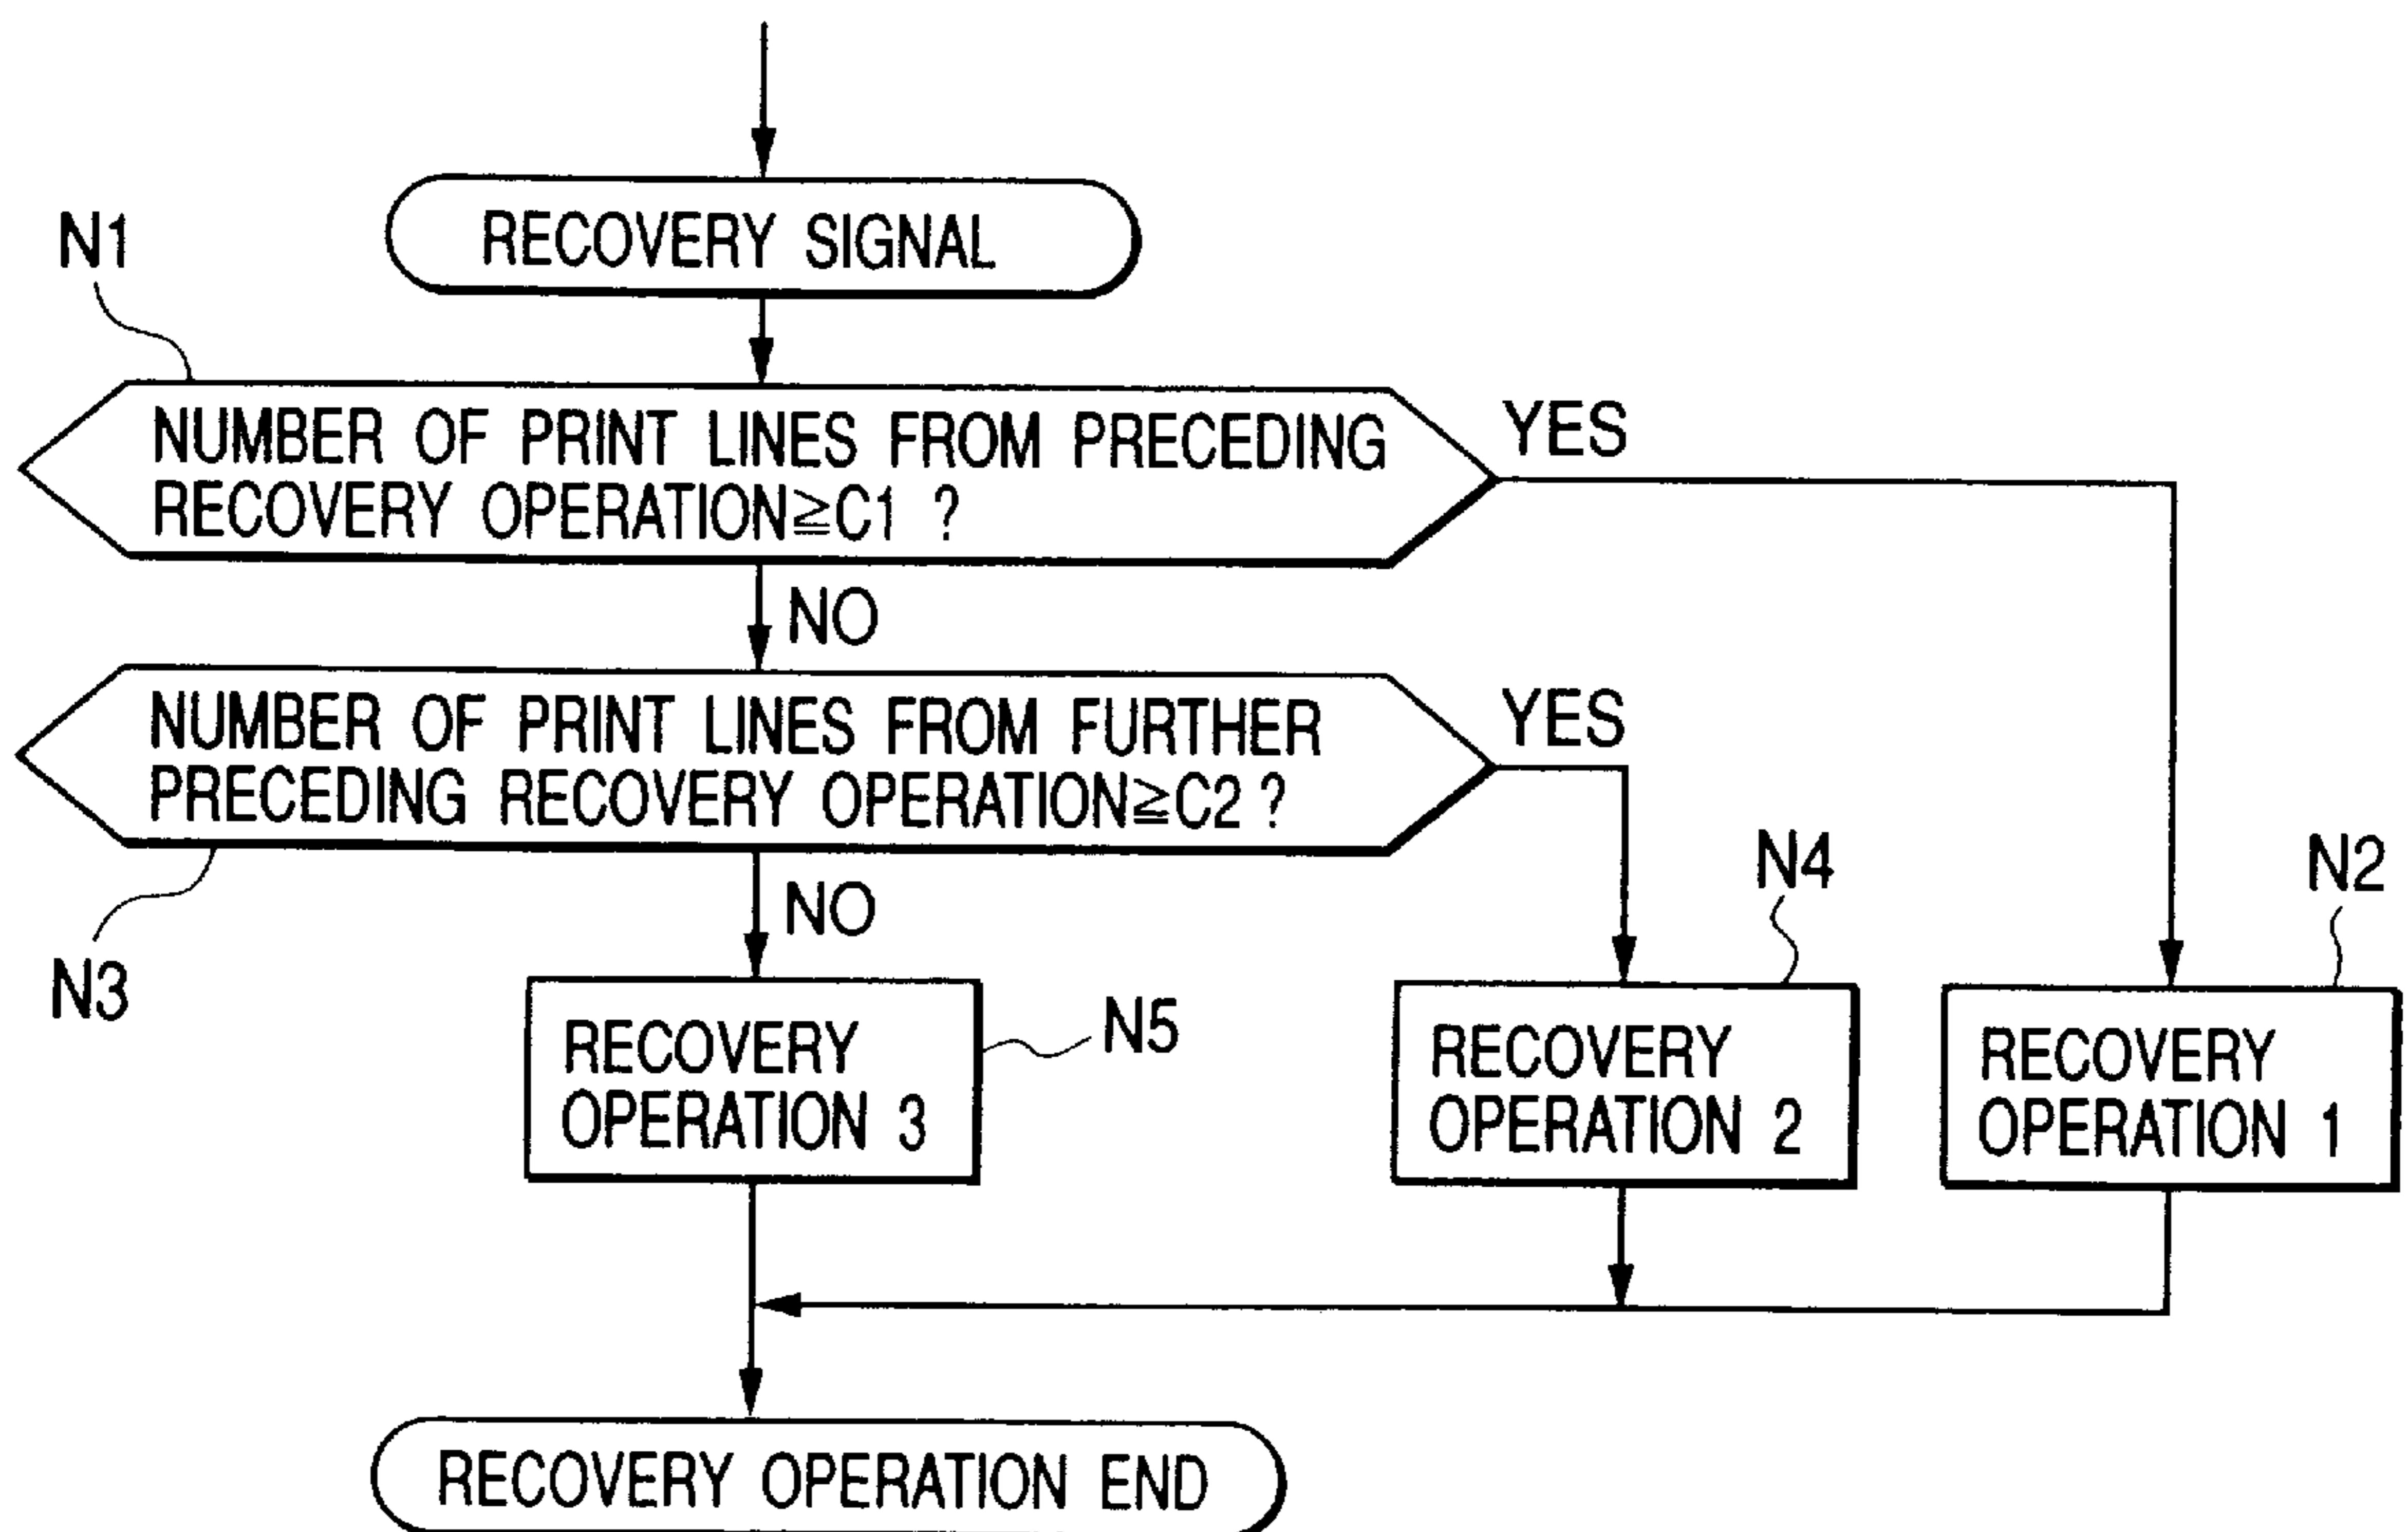 RECOVERY SIGNAL
N1
NUMBER OF PRINT LINES FROM PRECEDING
RECOVERY OPERATION≧C1 ?
YES
NO
NUMBER OF PRINT LINES FROM FURTHER
PRECEDING RECOVERY OPERATION≧C2 ?
YES
N3
NO
N4
N2
RECOVERY
OPERATION 3
N5
RECOVERY
OPERATION 2
RECOVERY
OPERATION 1
RECOVERY OPERATION END